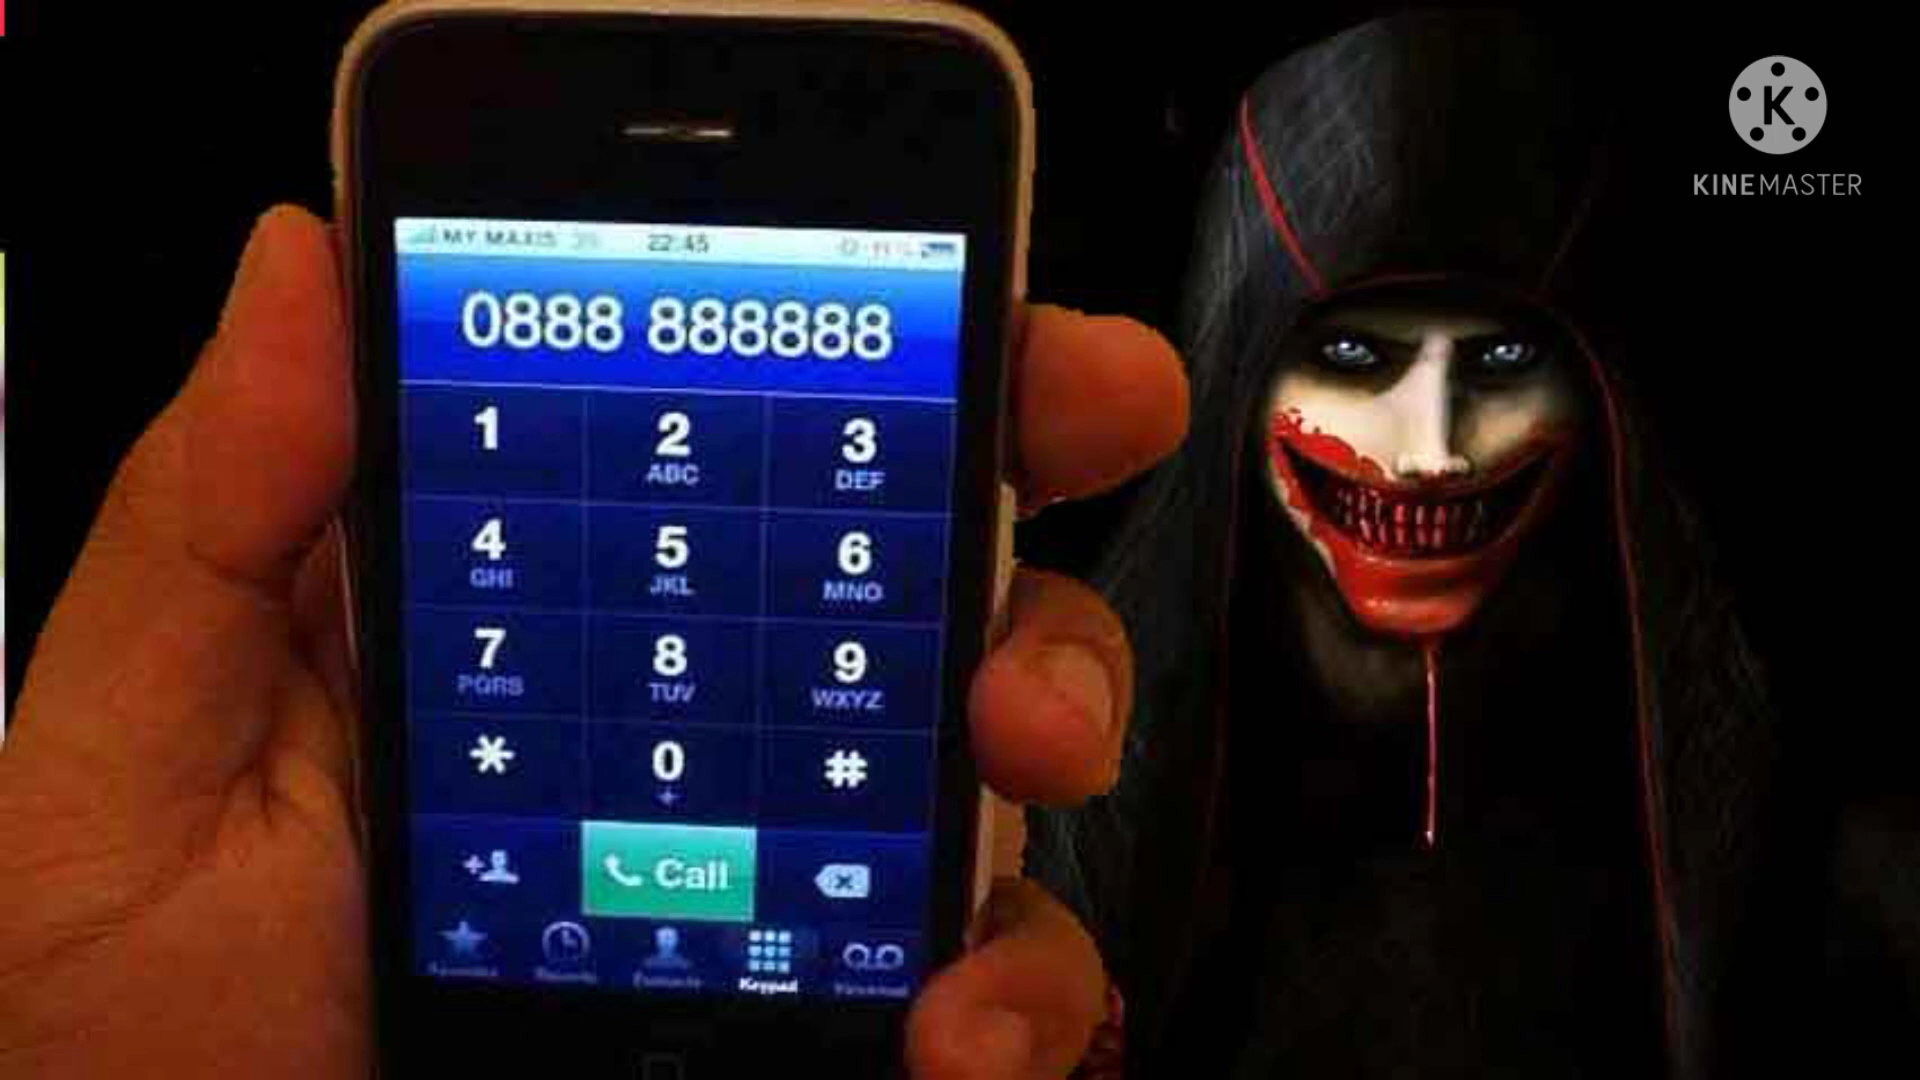 MY MAXIS 22:45
0888 888888
1
2
3
ABC
DEF
4
5
6
GHI
JKL
MNO
7
8
9
PQRS
TUV
WXYZ
*
0
#
+
Call
Keypad
K
KINEMASTER